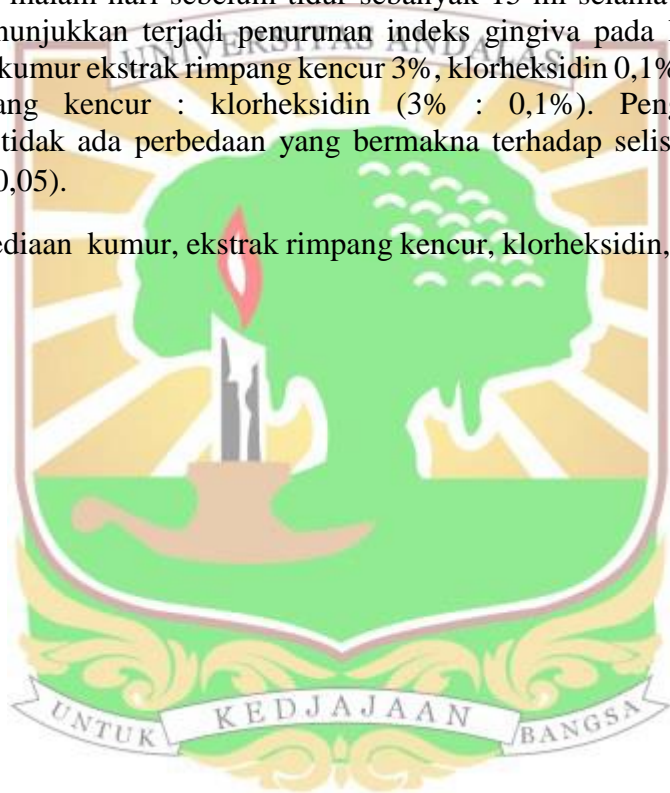 malam hari sebelum tidur sebanyak 15 ml selama
nunjukkan terjadi penurunan indeks gingiva pada
UNIVERSITAS ANDALAS
kumur ekstrak rimpang kencur 3%, klorheksidin 0,1%
ang kencur : klorheksidin (3% : 0,1%). Peng
tidak ada perbedaan yang bermakna terhadap selis
0,05).
ediaan kumur, ekstrak rimpang kencur, klorheksidin,
UNTUK KEDJAJAAN BANGSA